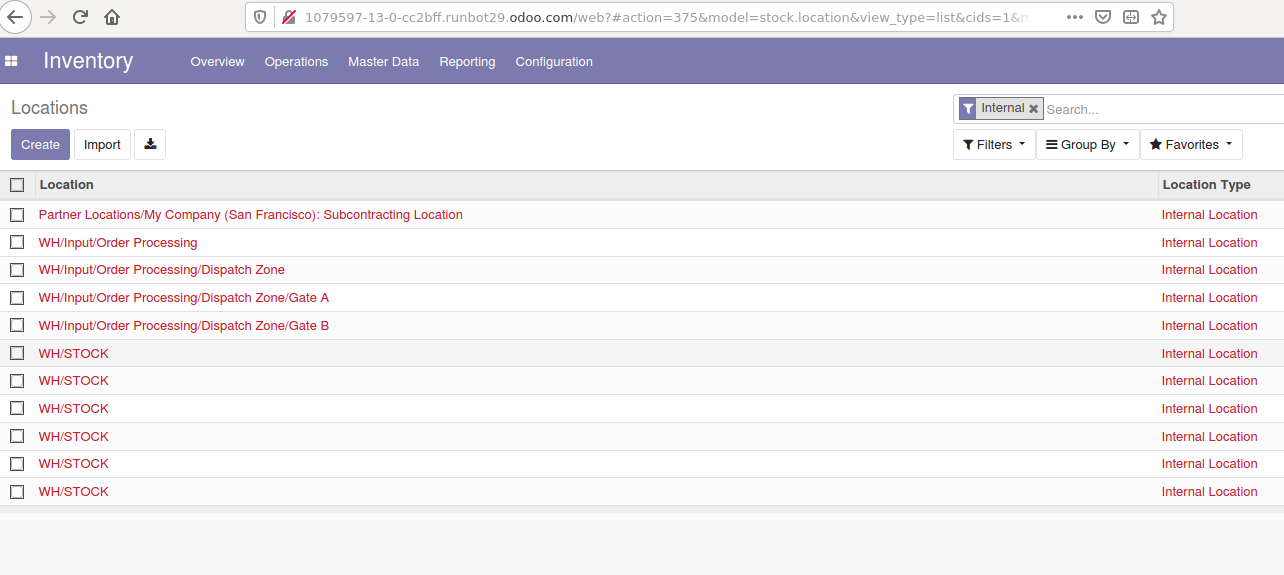 1079597-13-0-cc2bff.runbot29.odoo.com/web?#action=375&model=stock.location&view_type=list&cids=1&
Inventory Overview Operations Master Data Reporting Configuration
Locations
Internal Search...
Create Import Filters Group By Favorites
Location Location Type
Partner Locations/My Company (San Francisco): Subcontracting Location Internal Location
WH/Input/Order Processing Internal Location
WH/Input/Order Processing/Dispatch Zone Internal Location
WH/Input/Order Processing/Dispatch Zone/Gate A Internal Location
WH/Input/Order Processing/Dispatch Zone/Gate B Internal Location
WH/STOCK Internal Location
WH/STOCK Internal Location
WH/STOCK Internal Location
WH/STOCK Internal Location
WH/STOCK Internal Location
WH/STOCK Internal Location